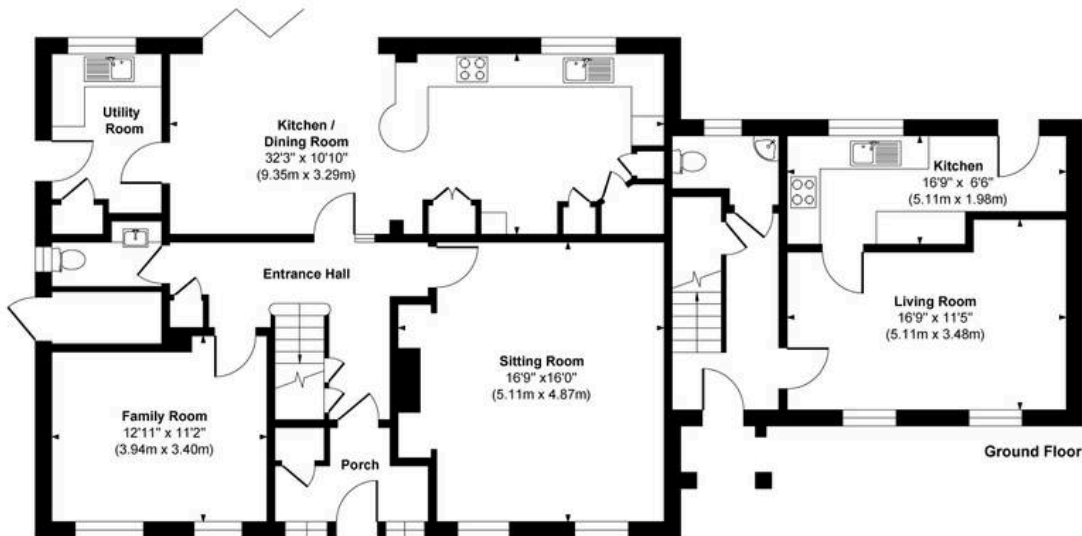 Utility
Room
Kitchen /
Dining Room
32'3" x 10'10"
(9.35m x 3.29m)
Kitchen
16'9" x 6'6"
(5.11m x 1.98m)
Entrance Hall
Living Room
16'9" x 11'5"
(5.11m x 3.48m)
Sitting Room
16'9" x16'0"
(5.11m x 4.87m)
Family Room
12'11" x 11'2"
(3.94m x 3.40m)
Porch
Ground Floor